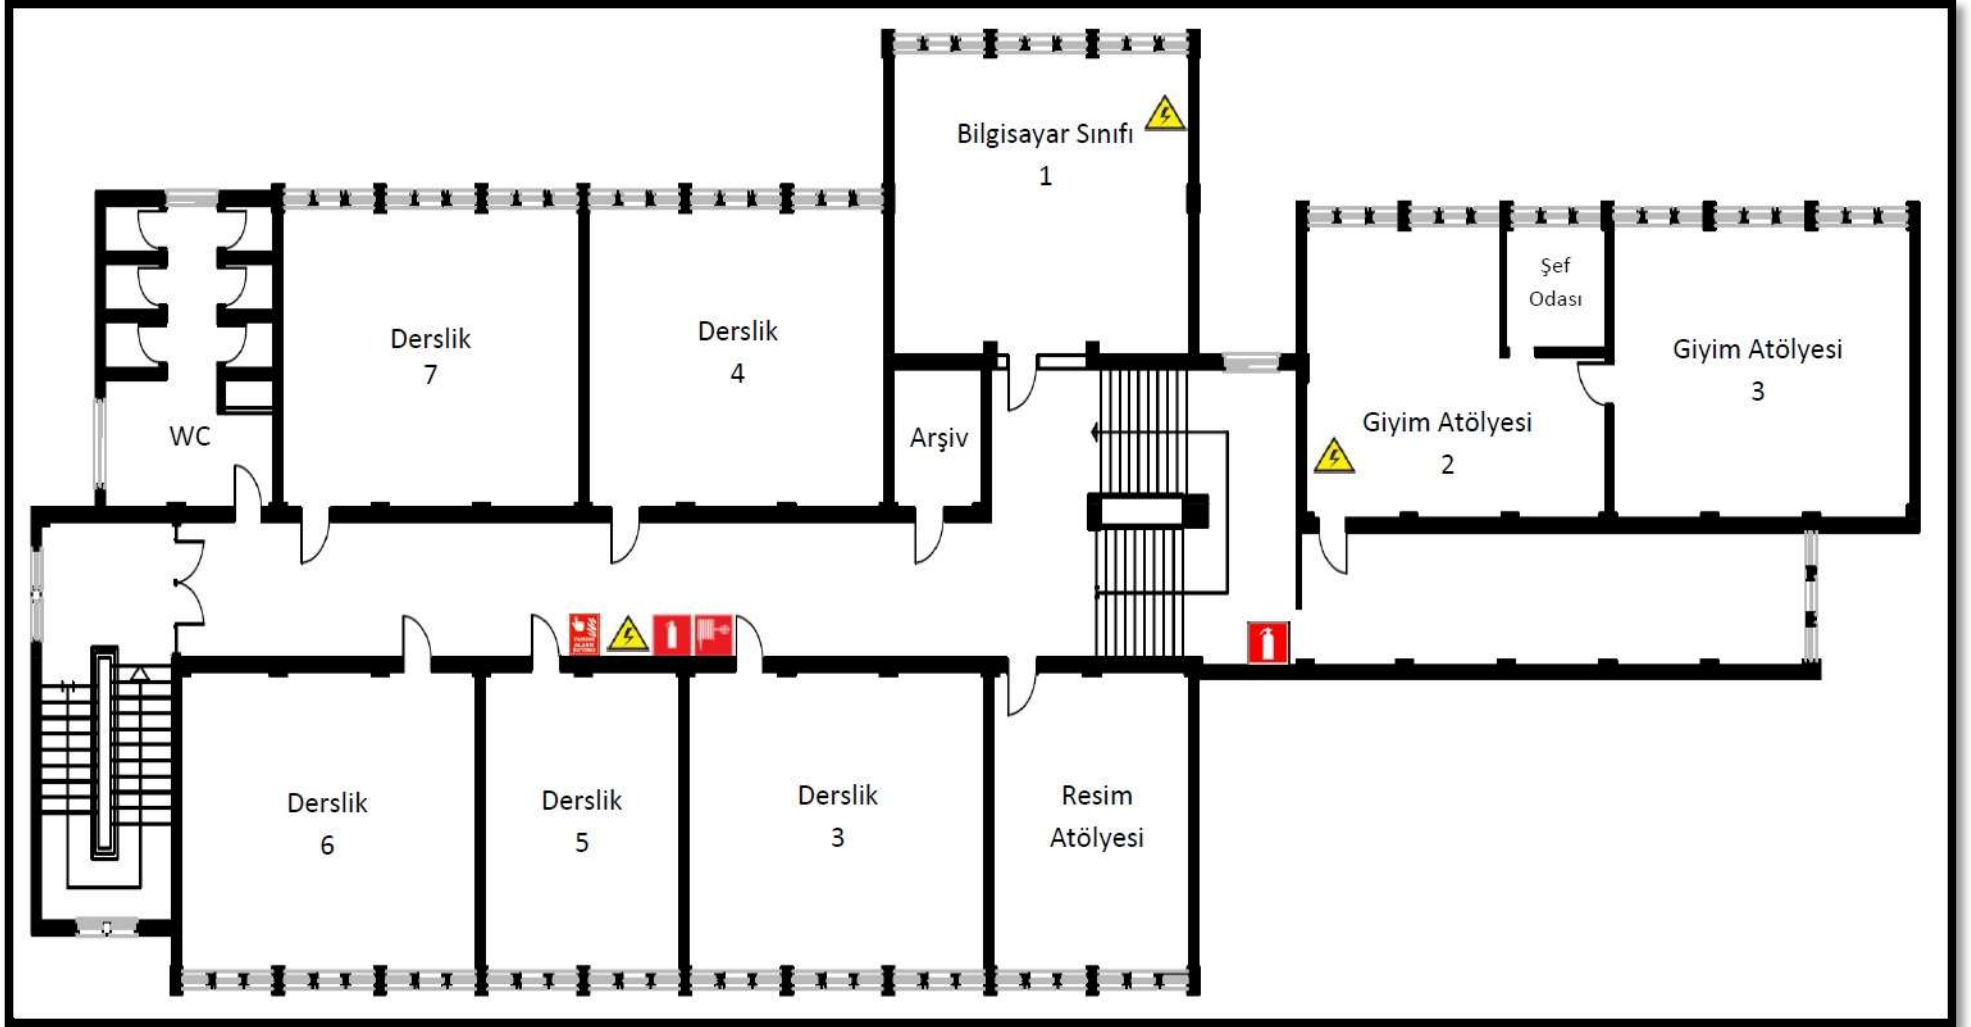 Bilgisayar Sınıfı
1
Derslik
7
Derslik
4
Şef
Odası
Giyim Atölyesi
3
Giyim Atölyesi
2
WC
Arşiv
Derslik
6
Derslik
5
Derslik
3
Resim
Atölyesi